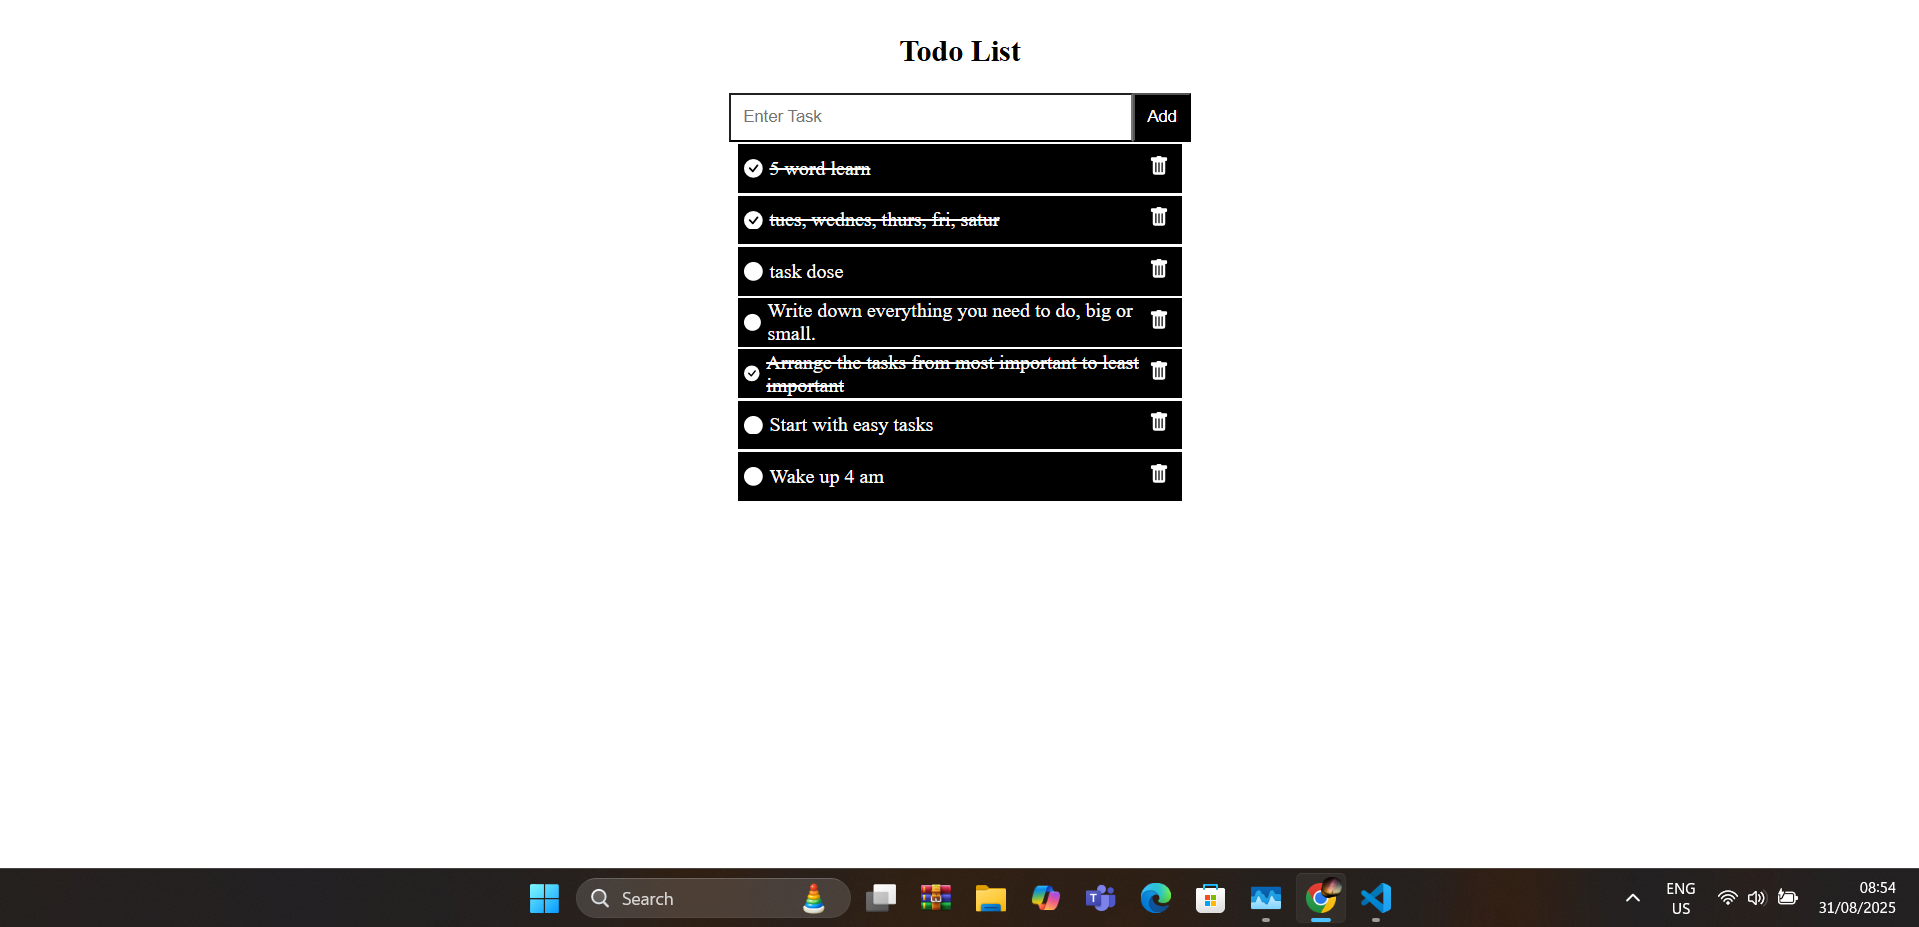 Todo List
Enter Task
Add
5 word learn
tues, wednes, thurs, fri, satur
task dose
Write down everything you need to do, big or
small.
Arrange the tasks from most important to least
important
Start with easy tasks
Wake up 4 am
Search
ENG
US
08:54
31/08/2025